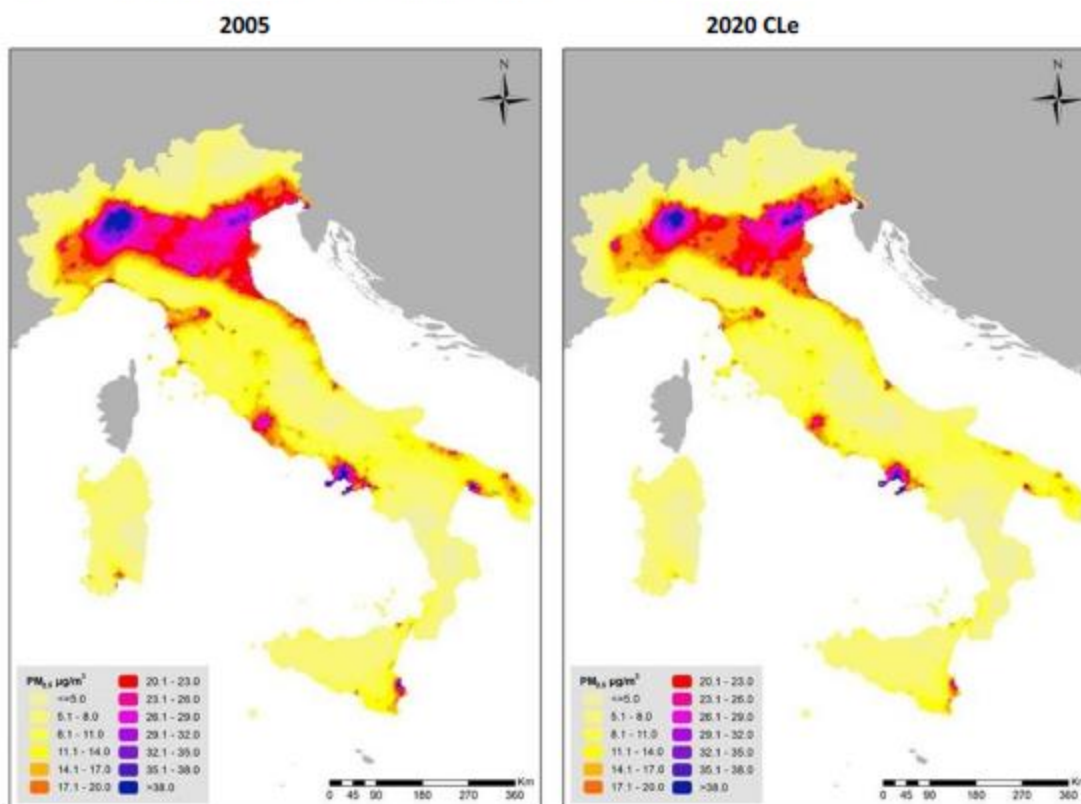 2005
2020 CLe
N
N
PM2.5 µg/m³
<=5.0
5.1 - 8.0
8.1 - 11.0
11.1 - 14.0
14.1 - 17.0
17.1 - 20.0
20.1 - 23.0
23.1 - 26.0
26.1 - 29.0
29.1 - 32.0
32.1 - 35.0
35.1 - 38.0
>38.0
Km
0 45 90 180 270 360
PM2.5 µg/m³
<=5.0
5.1 - 8.0
8.1 - 11.0
11.1 - 14.0
14.1 - 17.0
17.1 - 20.0
20.1 - 23.0
23.1 - 26.0
26.1 - 29.0
29.1 - 32.0
32.1 - 35.0
35.1 - 38.0
>38.0
Km
0 45 90 180 270 360